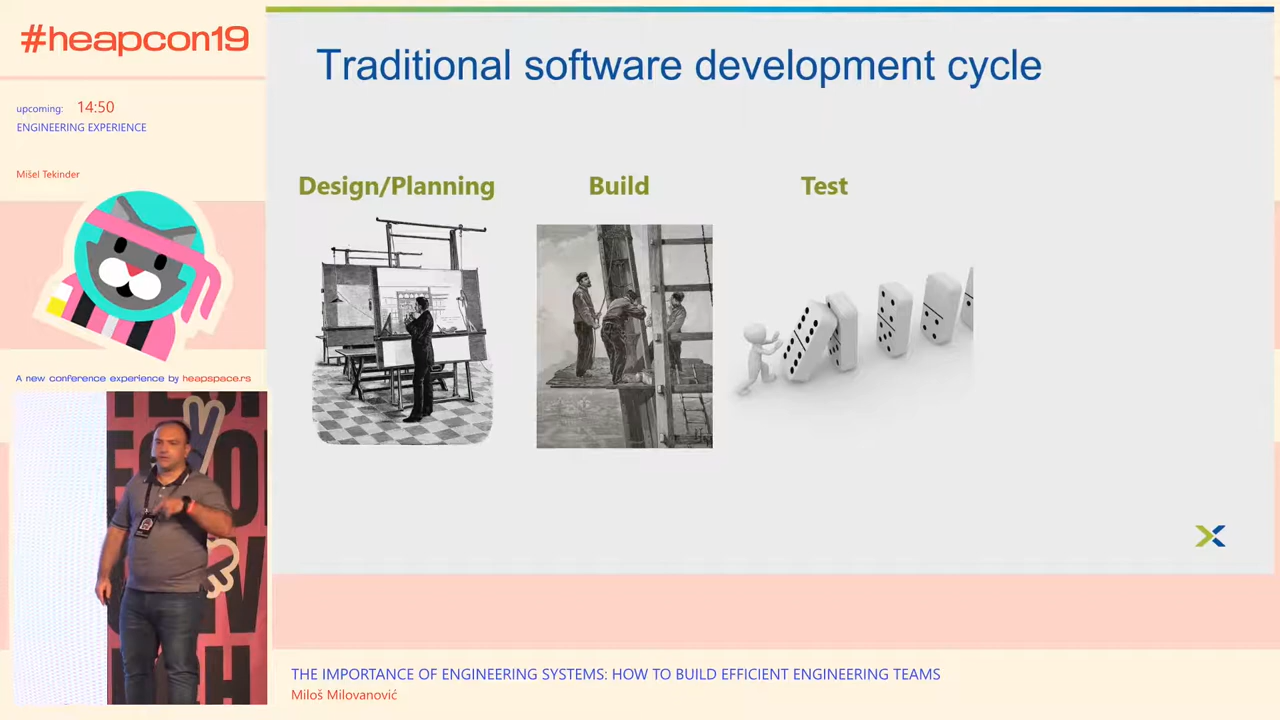 #heapcon19
upcoming: 14:50
ENGINEERING EXPERIENCE
Mišel Tekinder
A new conference experience by heapspace.rs
Traditional software development cycle
Design/Planning
Build
Test
THE IMPORTANCE OF ENGINEERING SYSTEMS: HOW TO BUILD EFFICIENT ENGINEERING TEAMS
Miloš Milovanović